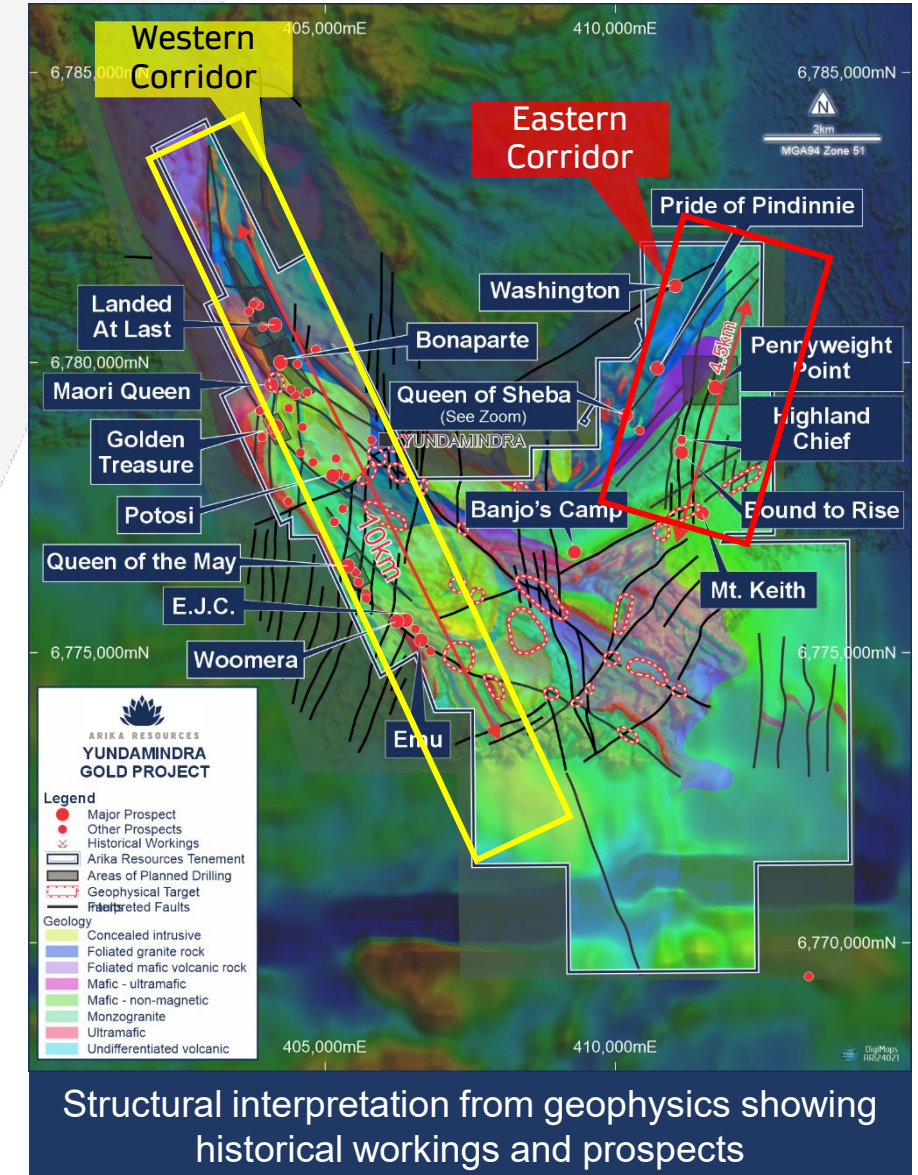 Western
Corridor
405,000mE
410,000mE
6,785,000mN
6,785,000mN
N
2km
MGA94 Zone 51
Eastern
Corridor
Pride of Pindinnie
Washington
Landed
At Last
Bonaparte
4.5km
Pennyweight
Point
6,780,000mN
Maori Queen
Queen of Sheba
(See Zoom)
Highland
Chief
Golden
Treasure
YUNDAMINDRA
Potosi
Banjo's Camp
Bound to Rise
10km
Queen of the May
Mt. Keith
E.J.C.
Woomera
6,775,000mN
6,775,000mN
Emu
ARIKA RESOURCES
YUNDAMINDRA
GOLD PROJECT
Legend
Major Prospect
Other Prospects
Historical Workings
Arika Resources Tenement
Areas of Planned Drilling
Geophysical Target
Interpreted Faults
Geology
Concealed intrusive
Foliated granite rock
Foliated mafic volcanic rock
Mafic - ultramafic
Mafic - non-magnetic
Monzogranite
Ultramafic
Undifferentiated volcanic
6,770,000mN
405,000mE
410,000mE
DigiMaps
ARI24021
Structural interpretation from geophysics showing
historical workings and prospects